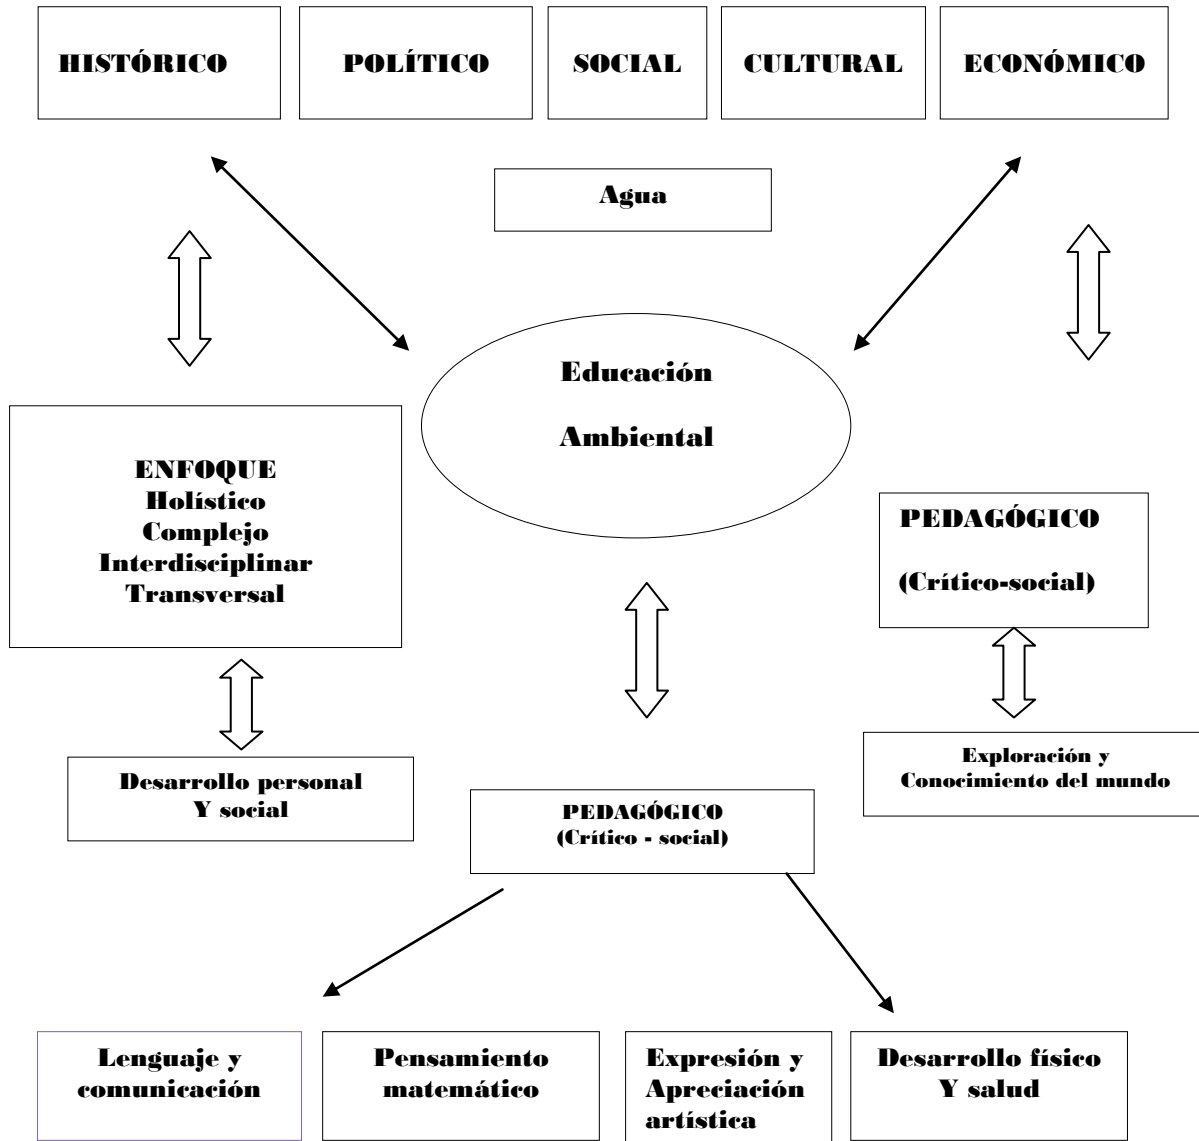 HISTÓRICO
POLÍTICO
SOCIAL
CULTURAL
ECONÓMICO
Agua
Educación
Ambiental
ENFOQUE
Holístico
Complejo
Interdisciplinar
Transversal
PEDAGÓGICO
(Crítico-social)
Desarrollo personal
Y social
Exploración y
Conocimiento del mundo
PEDAGÓGICO
(Crítico - social)
Lenguaje y
comunicación
Pensamiento
matemático
Expresión y
Apreciación
artística
Desarrollo físico
Y salud